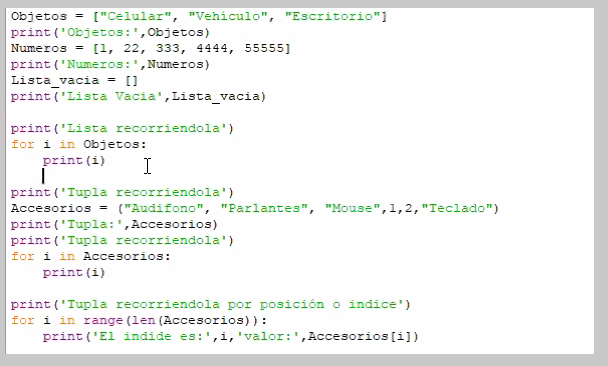 Objetos = ["Celular", "Vehículo", "Escritorio"]
print('Objetos:',Objetos)
Numeros = [1, 22, 333, 4444, 55555]
print('Numeros:',Numeros)
Lista_vacia = []
print('Lista Vacia',Lista_vacia)
print('Lista recorriendola')
for i in Objetos:
    print(i)
print('Tupla recorriendola')
Accesorios = ("Audífono", "Parlantes", "Mouse",1,2,"Teclado")
print('Tupla:',Accesorios)
print('Tupla recorriendola')
for i in Accesorios:
    print(i)
print('Tupla recorriendola por posición o indice')
for i in range(len(Accesorios)):
    print('El indide es:',i,'valor:',Accesorios[i])